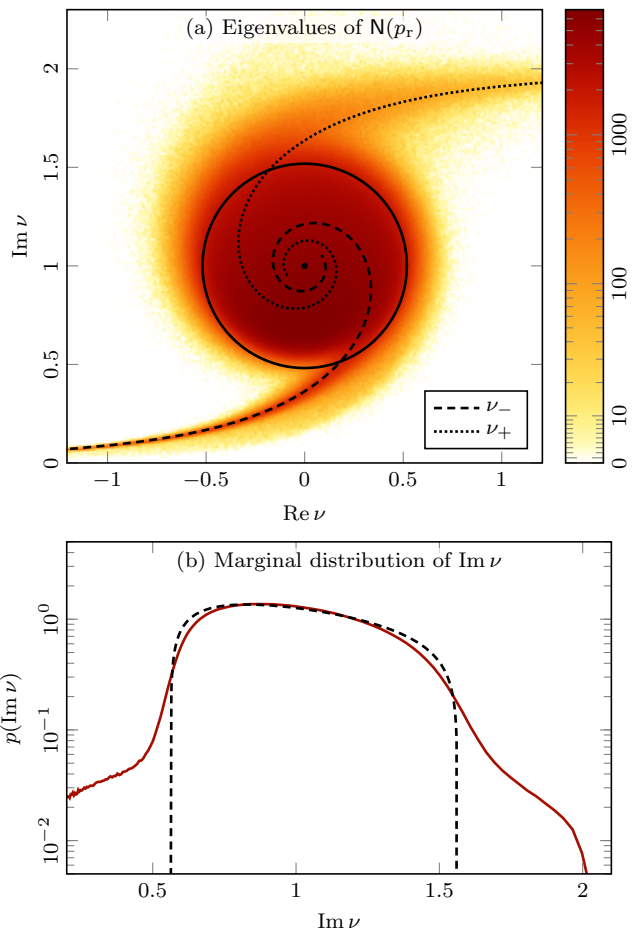 (a) Eigenvalues of N(pᵣ)
2
1.5
1
0.5
0
Im ν
−1
−0.5
0
0.5
1
Re ν
ν₋
ν₊
1000
100
10
0
(b) Marginal distribution of Im ν
10⁰
10⁻¹
10⁻²
p(Im ν)
0.5
1
1.5
2
Im ν